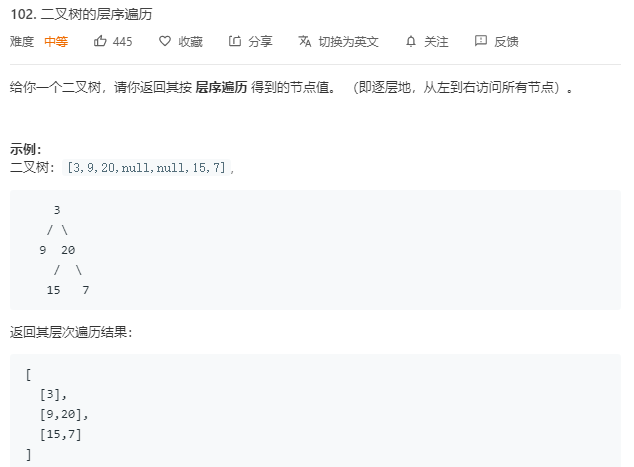 102. 二叉树的层序遍历
难度 中等 445 收藏 分享 切换为英文 关注 反馈
给你一个二叉树，请你返回其按 层序遍历 得到的节点值。 （即逐层地，从左到右访问所有节点）。
示例：
二叉树：[3,9,20,null,null,15,7],
3
/ \
9 20
/ \
15 7
返回其层次遍历结果：
[
[3],
[9,20],
[15,7]
]